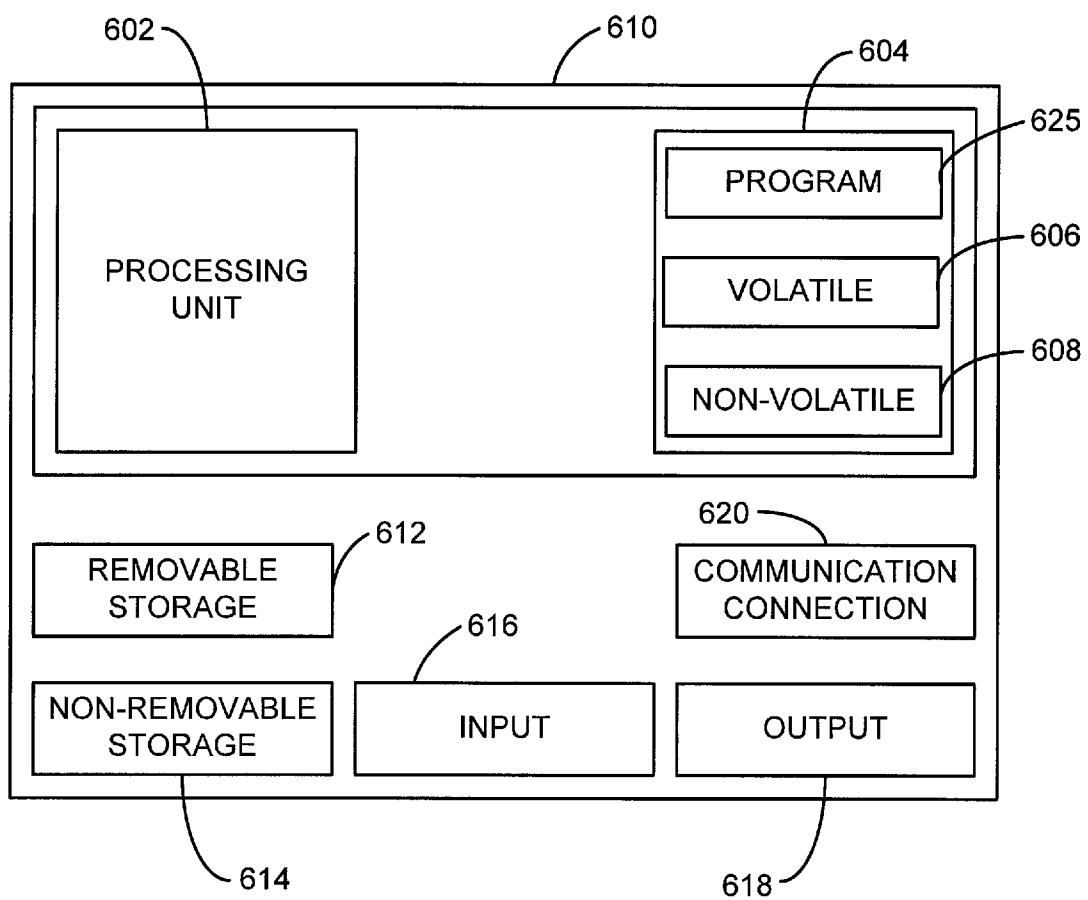 602
610
604
625
PROGRAM
606
PROCESSING
UNIT
VOLATILE
608
NON-VOLATILE
612
620
REMOVABLE
STORAGE
COMMUNICATION
CONNECTION
616
NON-REMOVABLE
STORAGE
INPUT
OUTPUT
614
618